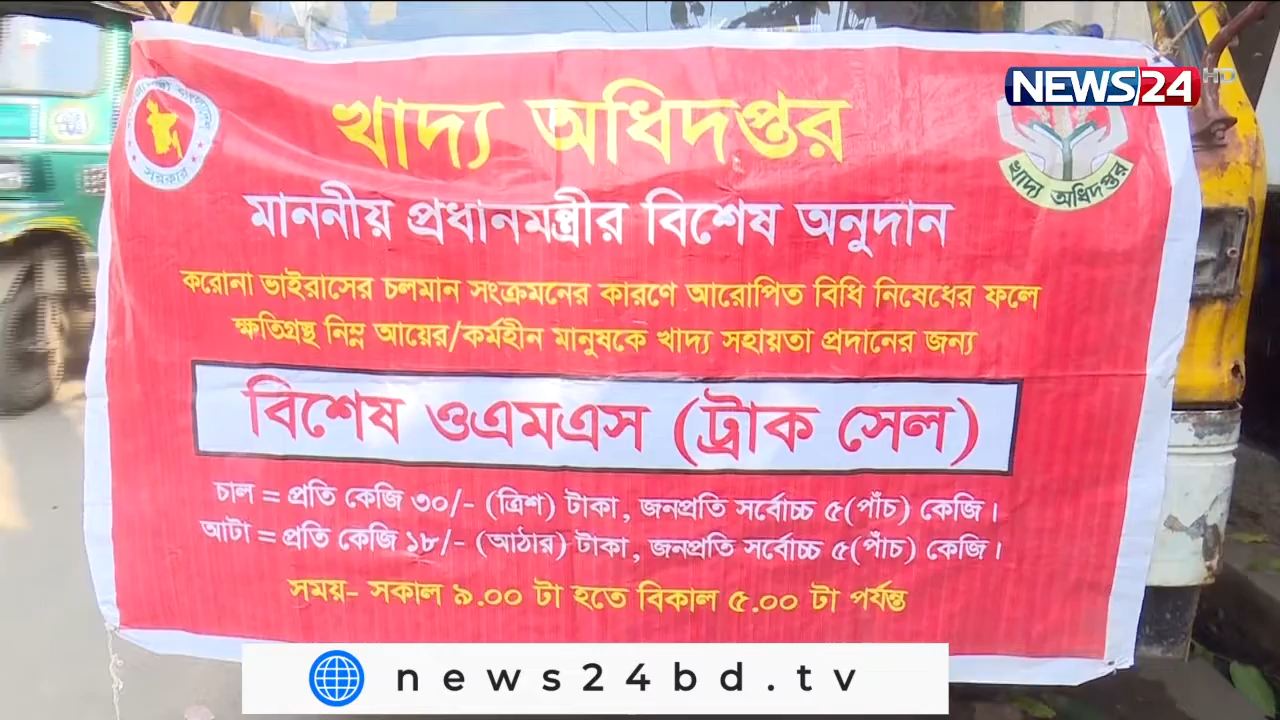 NEWS24 HD
খাদ্য অধিদপ্তর
সরকার
খাদ্য অধিদপ্তর
মাননীয় প্রধানমন্ত্রীর বিশেষ অনুদান
করোনা ভাইরাসের চলমান সংক্রমনের কারণে আরোপিত বিধি নিষেধের ফলে
ক্ষতিগ্রস্থ নিম্ন আয়ের/কর্মহীন মানুষকে খাদ্য সহায়তা প্রদানের জন্য
বিশেষ ওএমএস (ট্রাক সেল)
চাল = প্রতি কেজি ৩০/- (ত্রিশ) টাকা, জনপ্রতি সর্বোচ্চ ৫(পাঁচ) কেজি।
আটা = প্রতি কেজি ১৮/- (আঠার) টাকা, জনপ্রতি সর্বোচ্চ ৫(পাঁচ) কেজি।
সময়- সকাল ৯.০০ টা হতে বিকাল ৫.০০ টা পর্যন্ত
news24bd.tv